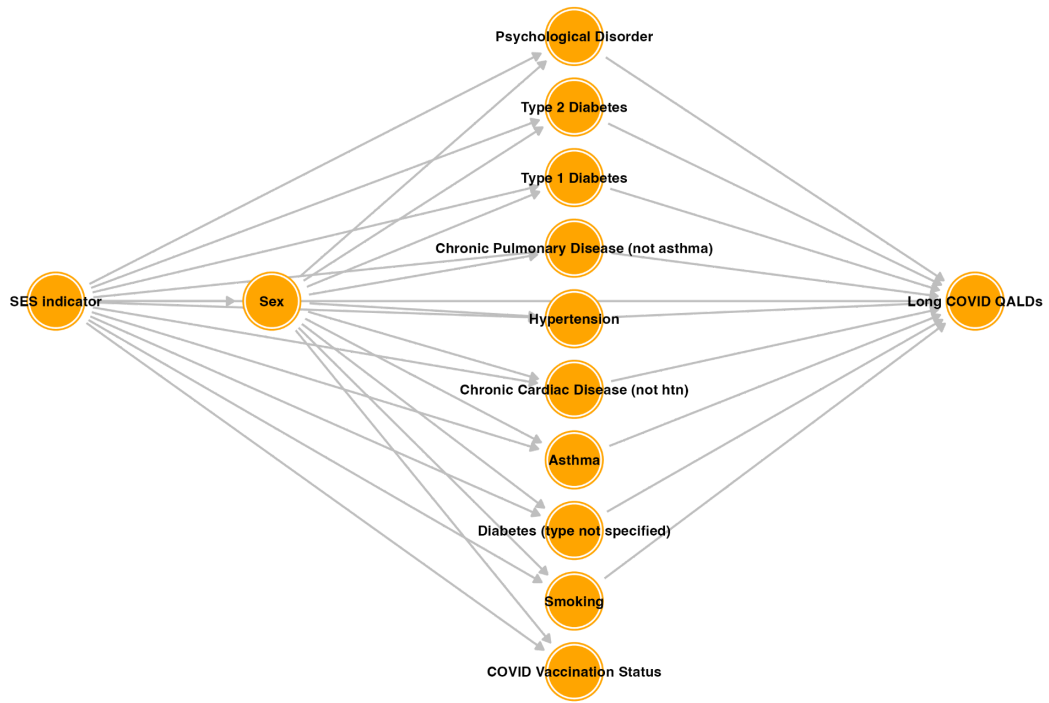 Psychological Disorder
Type 2 Diabetes
Type 1 Diabetes
Chronic Pulmonary Disease (not asthma)
SES indicator
Sex
Long COVID QALDs
Hypertension
Chronic Cardiac Disease (not htn)
Asthma
Diabetes (type not specified)
Smoking
COVID Vaccination Status